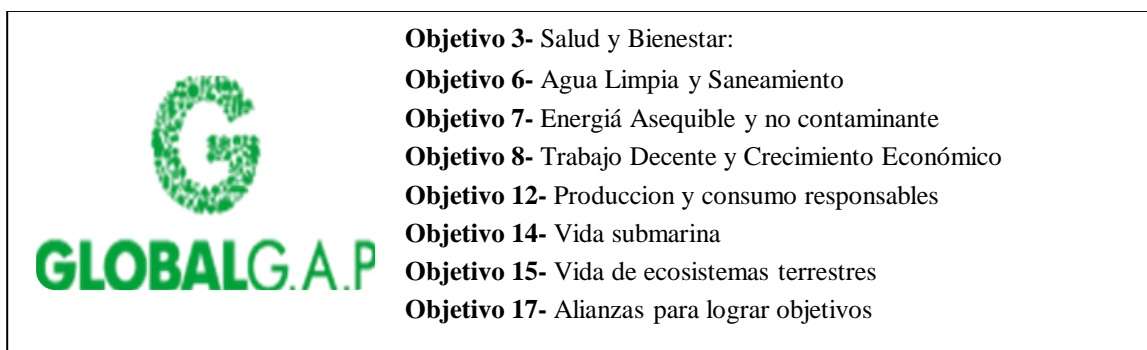 Objetivo 3- Salud y Bienestar:
Objetivo 6- Agua Limpia y Saneamiento
Objetivo 7- Energiá Asequible y no contaminante
Objetivo 8- Trabajo Decente y Crecimiento Económico
Objetivo 12- Produccion y consumo responsables
Objetivo 14- Vida submarina
Objetivo 15- Vida de ecosistemas terrestres
Objetivo 17- Alianzas para lograr objetivos
G
GLOBALG.A.P